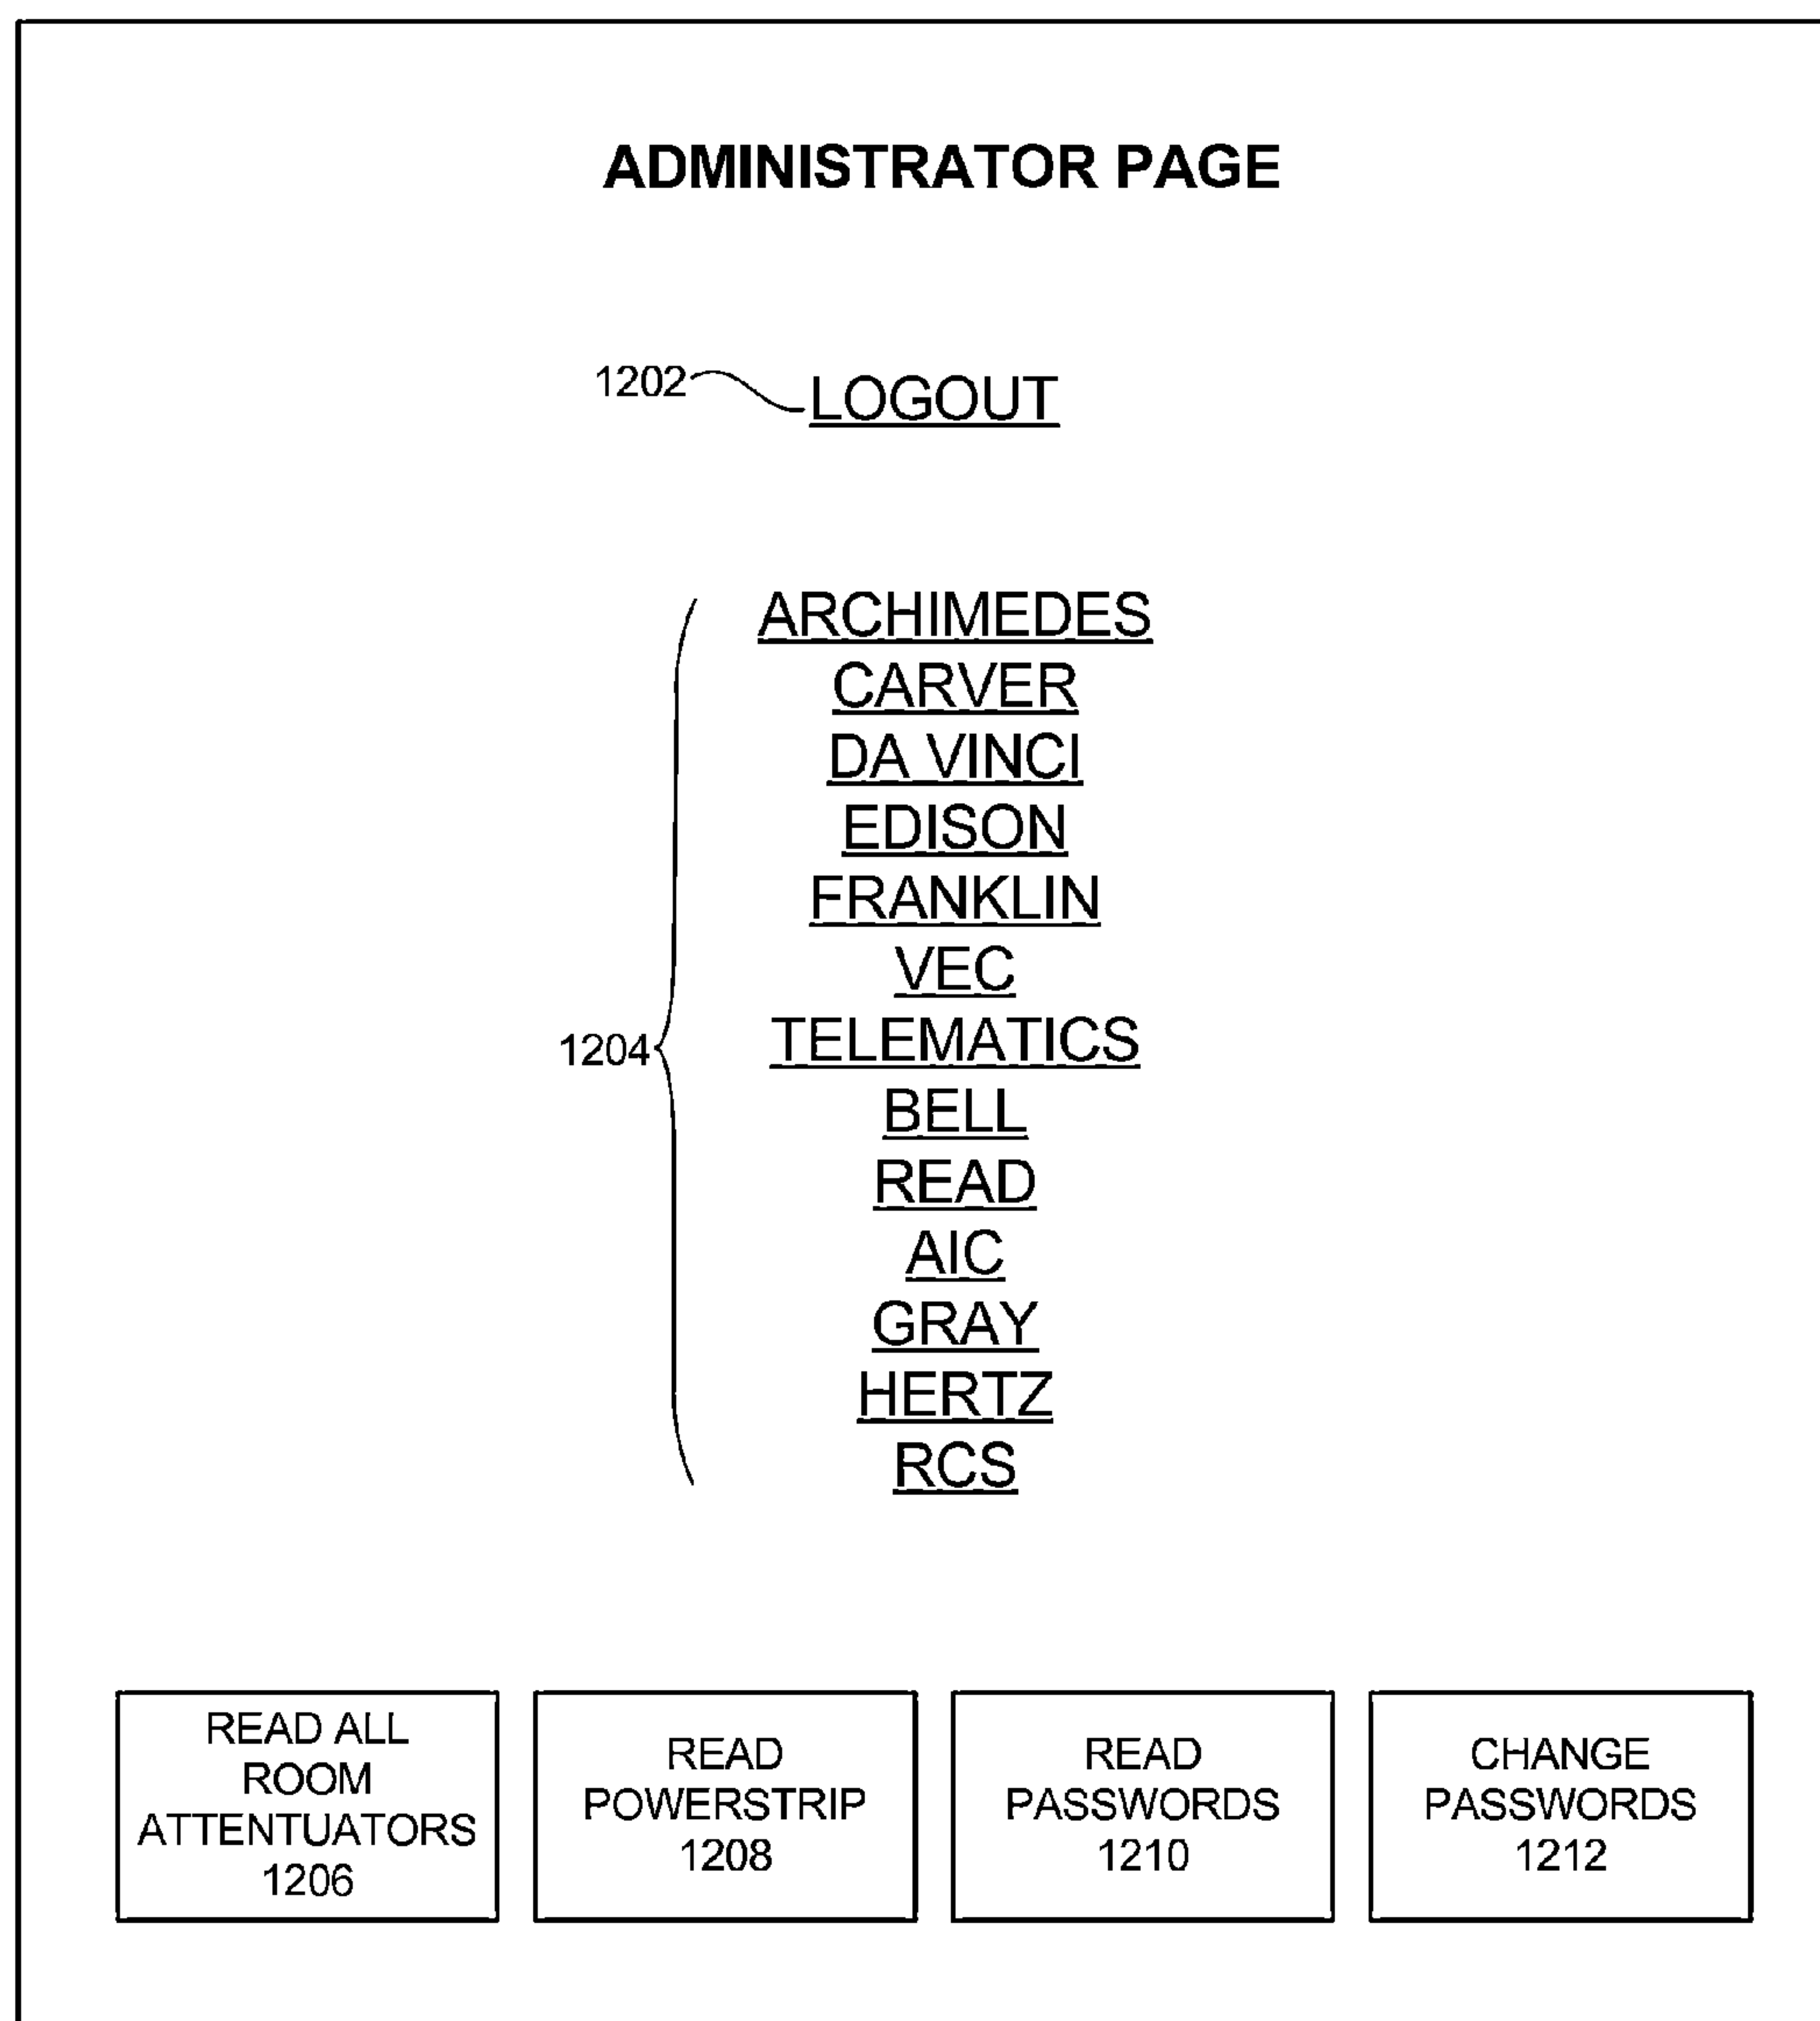 ADMINISTRATOR PAGE
1202 LOGOUT
ARCHIMEDES
CARVER
DA VINCI
EDISON
FRANKLIN
VEC
1204 TELEMATICS
BELL
READ
AIC
GRAY
HERTZ
RCS
READ ALL
ROOM
ATTENTUATORS
1206
READ
POWERSTRIP
1208
READ
PASSWORDS
1210
CHANGE
PASSWORDS
1212